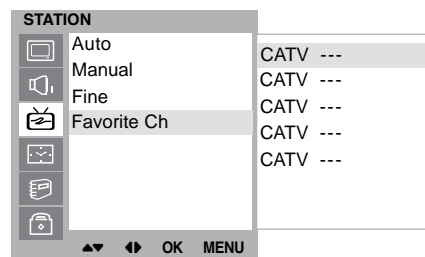 STATION
Auto
Manual
Fine
Favorite Ch
CATV ---
CATV ---
CATV ---
CATV ---
CATV ---
▲▼ ◀▶ OK MENU